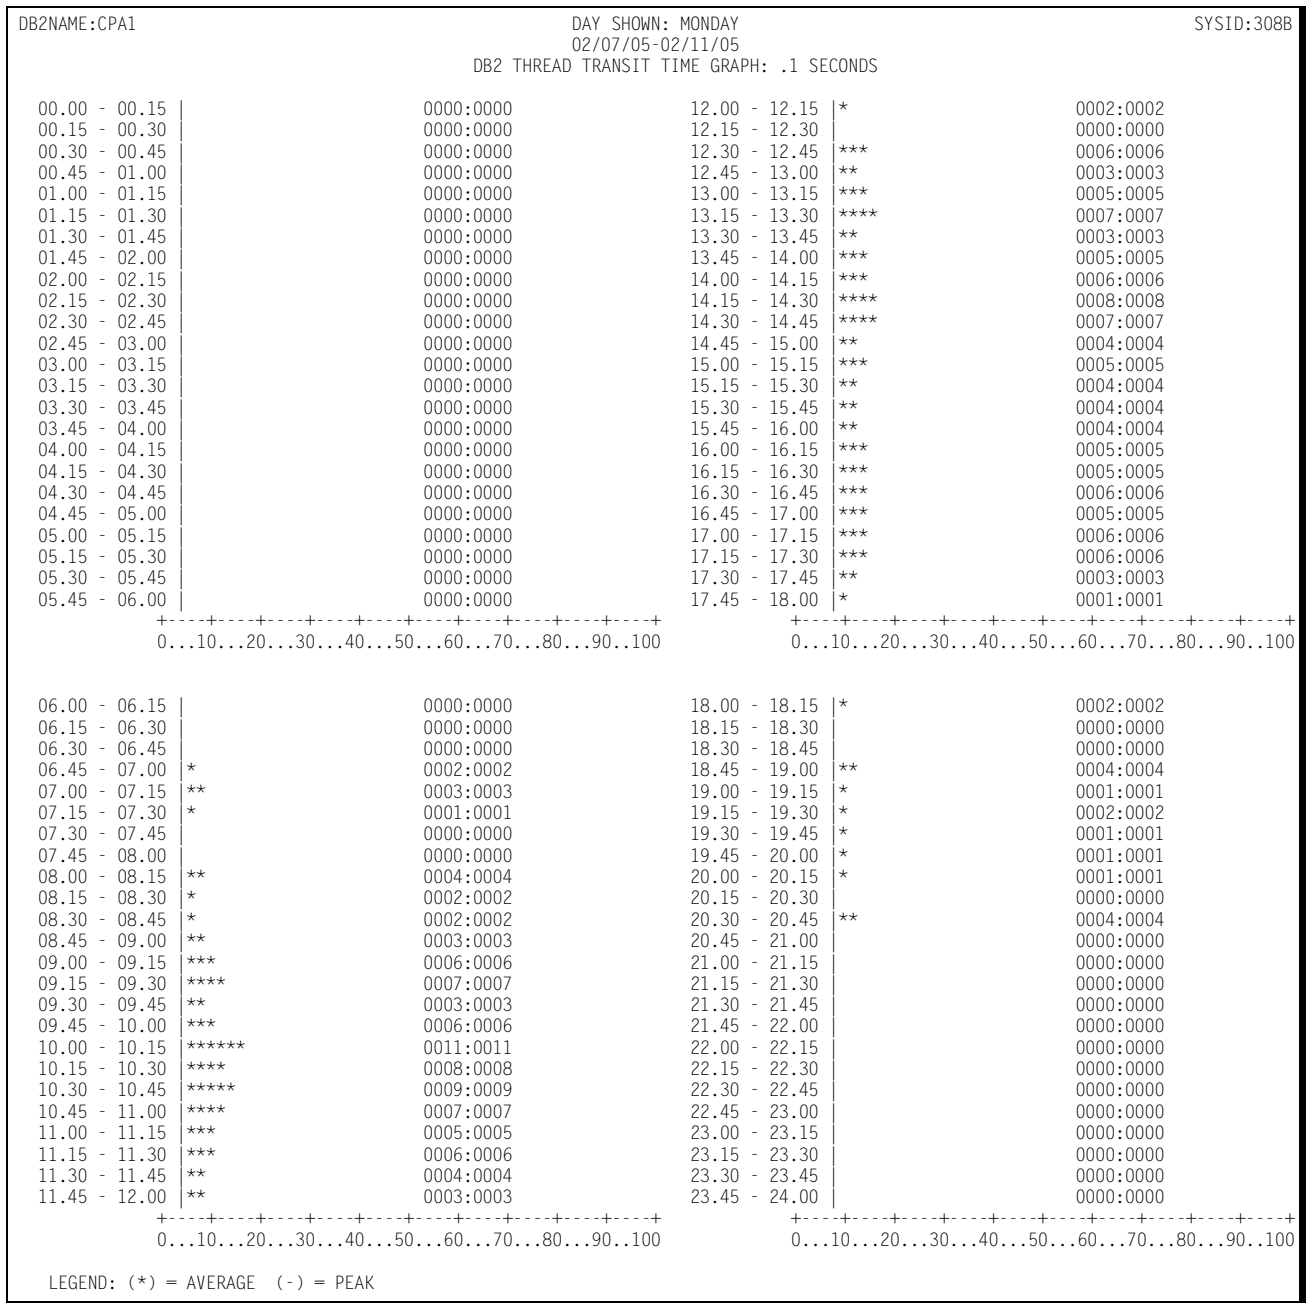 DB2NAME:CPA1 DAY SHOWN: MONDAY SYSID:308B
02/07/05-02/11/05
DB2 THREAD TRANSIT TIME GRAPH: .1 SECONDS
00.00 - 00.15 | 0000:0000 12.00 - 12.15 |* 0002:0002
00.15 - 00.30 | 0000:0000 12.15 - 12.30 | 0000:0000
00.30 - 00.45 | 0000:0000 12.30 - 12.45 |*** 0006:0006
00.45 - 01.00 | 0000:0000 12.45 - 13.00 |** 0003:0003
01.00 - 01.15 | 0000:0000 13.00 - 13.15 |*** 0005:0005
01.15 - 01.30 | 0000:0000 13.15 - 13.30 |**** 0007:0007
01.30 - 01.45 | 0000:0000 13.30 - 13.45 |** 0003:0003
01.45 - 02.00 | 0000:0000 13.45 - 14.00 |*** 0005:0005
02.00 - 02.15 | 0000:0000 14.00 - 14.15 |*** 0006:0006
02.15 - 02.30 | 0000:0000 14.15 - 14.30 |**** 0008:0008
02.30 - 02.45 | 0000:0000 14.30 - 14.45 |**** 0007:0007
02.45 - 03.00 | 0000:0000 14.45 - 15.00 |** 0004:0004
03.00 - 03.15 | 0000:0000 15.00 - 15.15 |*** 0005:0005
03.15 - 03.30 | 0000:0000 15.15 - 15.30 |** 0004:0004
03.30 - 03.45 | 0000:0000 15.30 - 15.45 |** 0004:0004
03.45 - 04.00 | 0000:0000 15.45 - 16.00 |** 0004:0004
04.00 - 04.15 | 0000:0000 16.00 - 16.15 |*** 0005:0005
04.15 - 04.30 | 0000:0000 16.15 - 16.30 |*** 0005:0005
04.30 - 04.45 | 0000:0000 16.30 - 16.45 |*** 0006:0006
04.45 - 05.00 | 0000:0000 16.45 - 17.00 |*** 0005:0005
05.00 - 05.15 | 0000:0000 17.00 - 17.15 |*** 0006:0006
05.15 - 05.30 | 0000:0000 17.15 - 17.30 |*** 0006:0006
05.30 - 05.45 | 0000:0000 17.30 - 17.45 |** 0003:0003
05.45 - 06.00 | 0000:0000 17.45 - 18.00 |* 0001:0001
+----+----+----+----+----+----+----+----+----+----+ +----+----+----+----+----+----+----+----+----+----+
0...10...20...30...40...50...60...70...80...90..100 0...10...20...30...40...50...60...70...80...90..100
06.00 - 06.15 | 0000:0000 18.00 - 18.15 |* 0002:0002
06.15 - 06.30 | 0000:0000 18.15 - 18.30 | 0000:0000
06.30 - 06.45 | 0000:0000 18.30 - 18.45 | 0000:0000
06.45 - 07.00 |* 0002:0002 18.45 - 19.00 |** 0004:0004
07.00 - 07.15 |** 0003:0003 19.00 - 19.15 |* 0001:0001
07.15 - 07.30 |* 0001:0001 19.15 - 19.30 |* 0002:0002
07.30 - 07.45 | 0000:0000 19.30 - 19.45 |* 0001:0001
07.45 - 08.00 | 0000:0000 19.45 - 20.00 |* 0001:0001
08.00 - 08.15 |** 0004:0004 20.00 - 20.15 |* 0001:0001
08.15 - 08.30 |* 0002:0002 20.15 - 20.30 | 0000:0000
08.30 - 08.45 |* 0002:0002 20.30 - 20.45 |** 0004:0004
08.45 - 09.00 |** 0003:0003 20.45 - 21.00 | 0000:0000
09.00 - 09.15 |*** 0006:0006 21.00 - 21.15 | 0000:0000
09.15 - 09.30 |**** 0007:0007 21.15 - 21.30 | 0000:0000
09.30 - 09.45 |** 0003:0003 21.30 - 21.45 | 0000:0000
09.45 - 10.00 |*** 0006:0006 21.45 - 22.00 | 0000:0000
10.00 - 10.15 |****** 0011:0011 22.00 - 22.15 | 0000:0000
10.15 - 10.30 |**** 0008:0008 22.15 - 22.30 | 0000:0000
10.30 - 10.45 |***** 0009:0009 22.30 - 22.45 | 0000:0000
10.45 - 11.00 |**** 0007:0007 22.45 - 23.00 | 0000:0000
11.00 - 11.15 |*** 0005:0005 23.00 - 23.15 | 0000:0000
11.15 - 11.30 |*** 0006:0006 23.15 - 23.30 | 0000:0000
11.30 - 11.45 |** 0004:0004 23.30 - 23.45 | 0000:0000
11.45 - 12.00 |** 0003:0003 23.45 - 24.00 | 0000:0000
+----+----+----+----+----+----+----+----+----+----+ +----+----+----+----+----+----+----+----+----+----+
0...10...20...30...40...50...60...70...80...90..100 0...10...20...30...40...50...60...70...80...90..100
LEGEND: (*) = AVERAGE (-) = PEAK